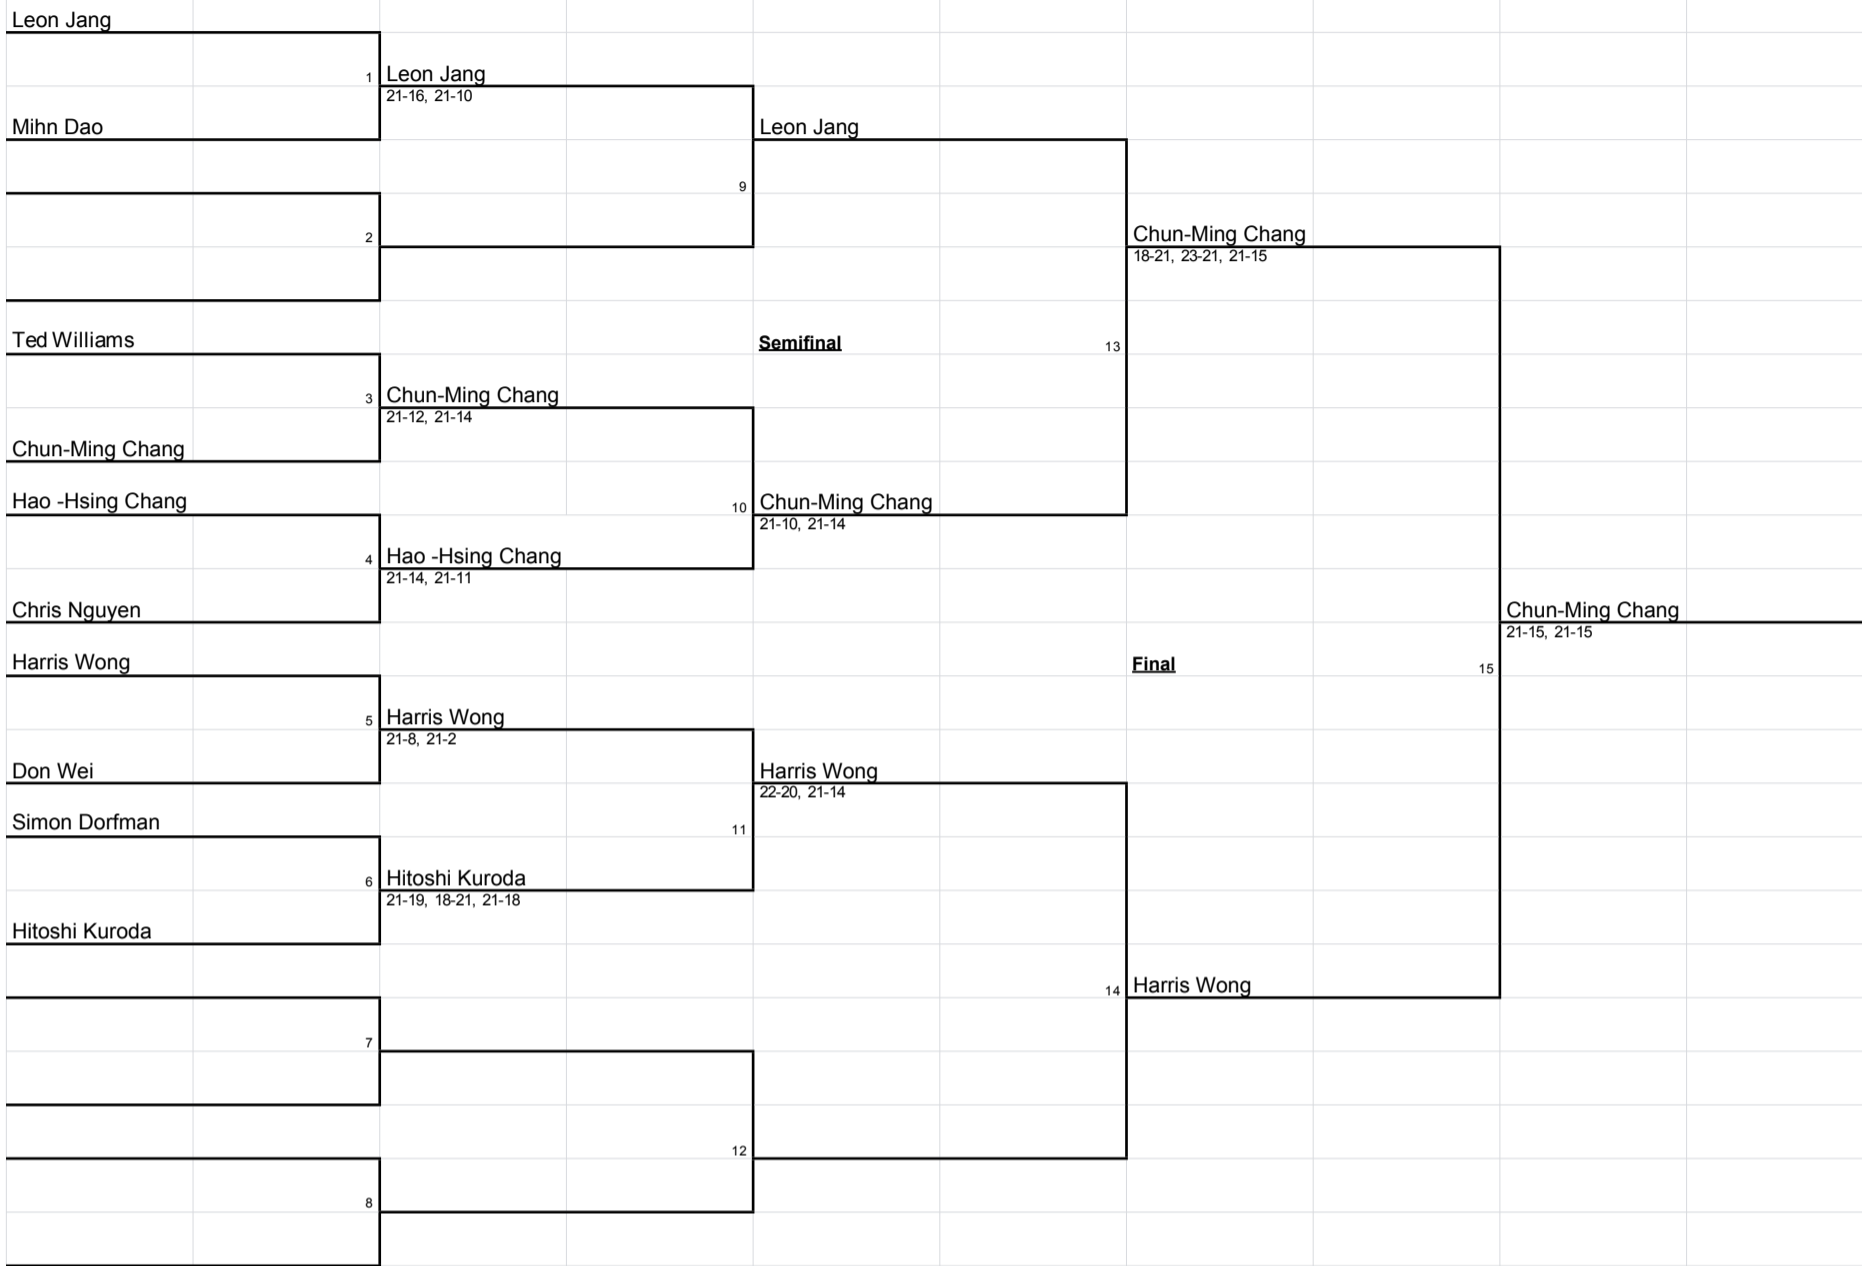 Leon Jang
1
Leon Jang
21-16, 21-10
Mihn Dao
Leon Jang
9
2
Chun-Ming Chang
18-21, 23-21, 21-15
Ted Williams
Semifinal
13
3
Chun-Ming Chang
21-12, 21-14
Chun-Ming Chang
Hao -Hsing Chang
10
Chun-Ming Chang
21-10, 21-14
4
Hao -Hsing Chang
21-14, 21-11
Chris Nguyen
Chun-Ming Chang
21-15, 21-15
Harris Wong
Final
15
5
Harris Wong
21-8, 21-2
Don Wei
Harris Wong
22-20, 21-14
Simon Dorfman
11
6
Hitoshi Kuroda
21-19, 18-21, 21-18
Hitoshi Kuroda
14
Harris Wong
7
12
8